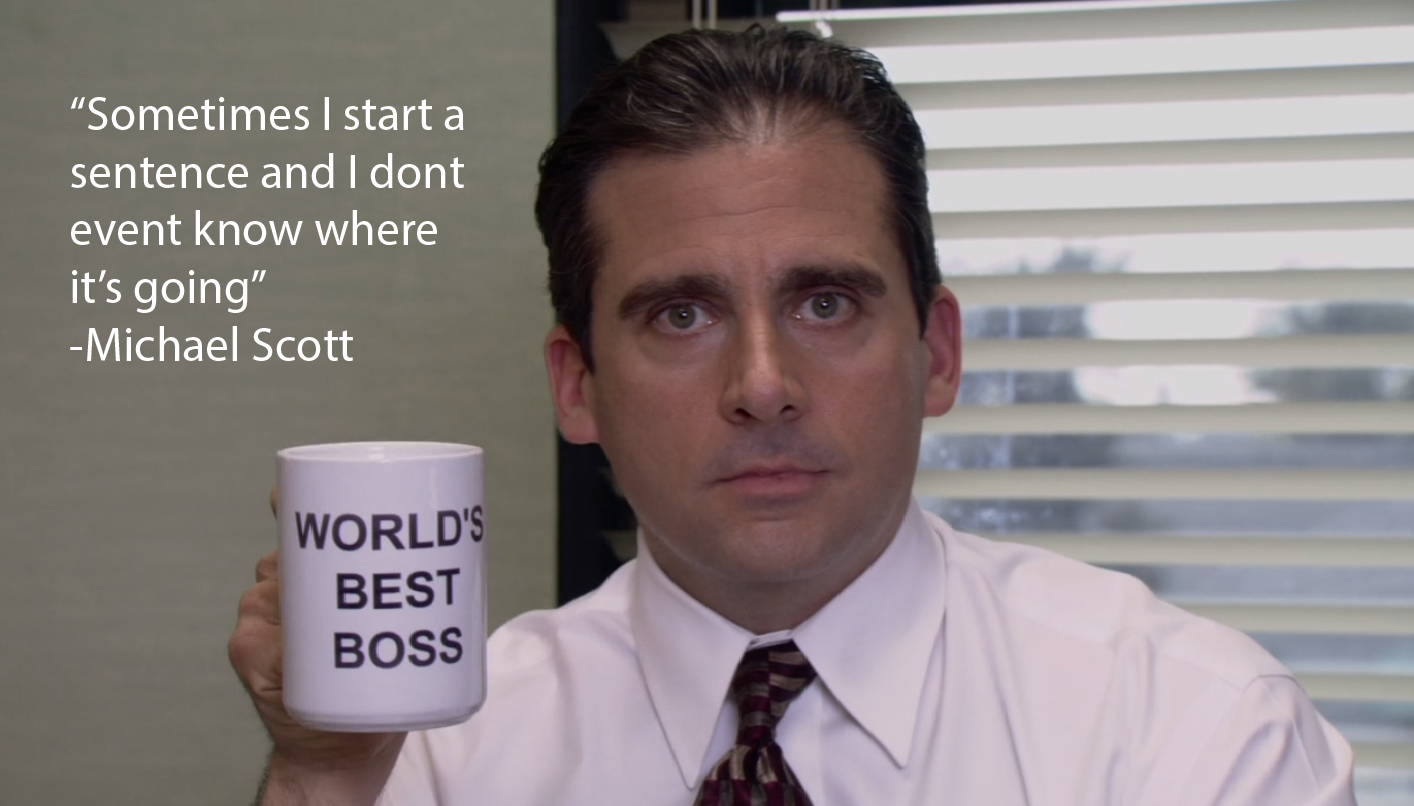 “Sometimes I start a
sentence and I dont
event know where
it’s going”
-Michael Scott
WORLD'S
BEST
BOSS